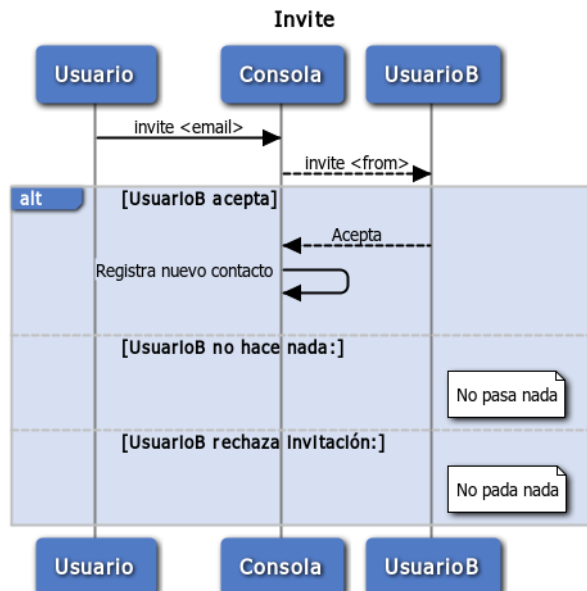 Invite
Usuario Consola UsuarioB
invite <email>
invite <from>
alt [UsuarioB acepta]
Acepta
Registra nuevo contacto
[UsuarioB no hace nada:]
No pasa nada
[UsuarioB rechaza invitación:]
No pada nada
Usuario Consola UsuarioB